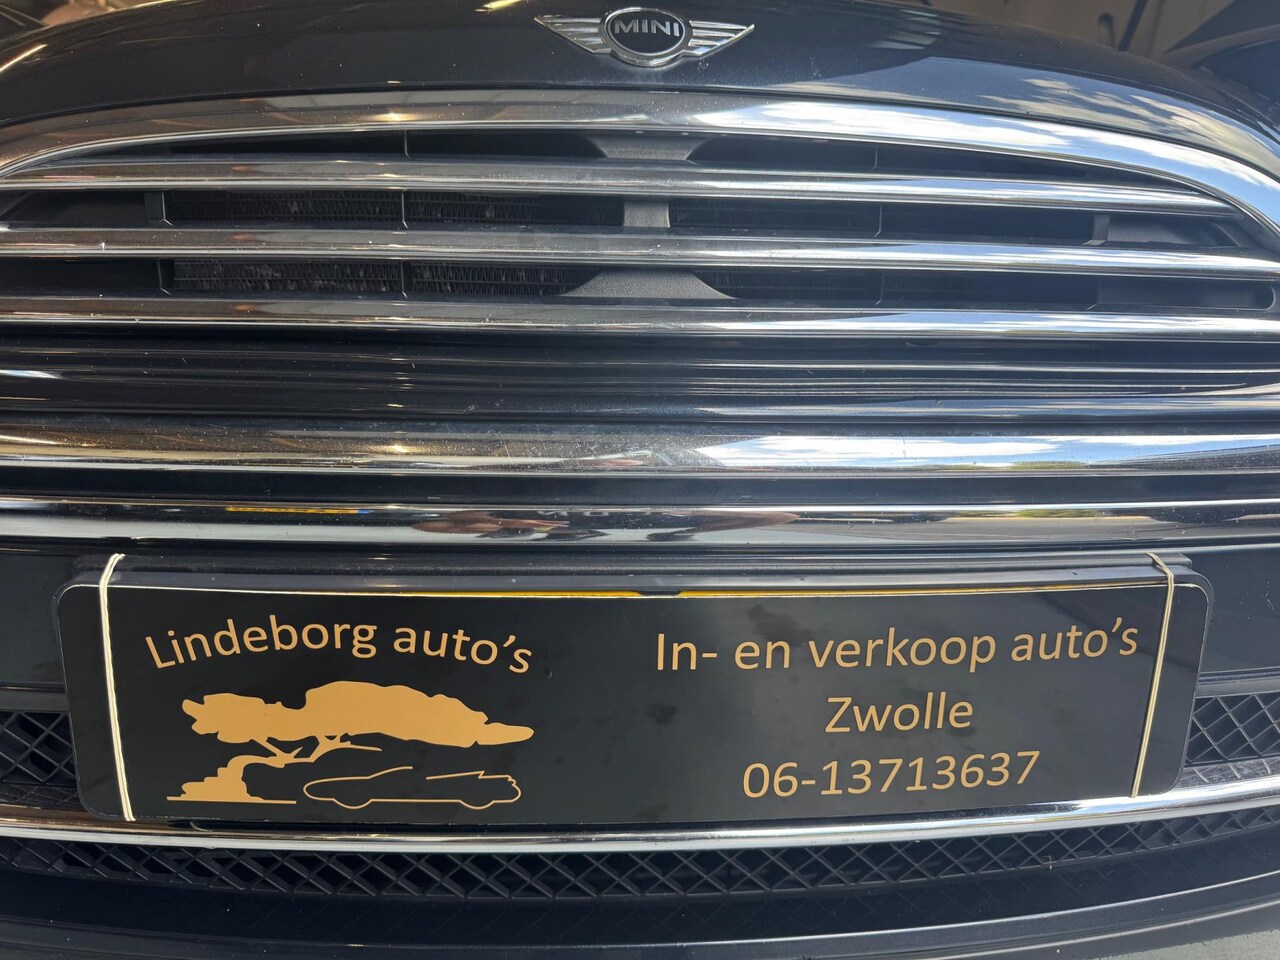 MINI
Lindeborg auto's
In- en verkoop auto's
Zwolle
06-13713637